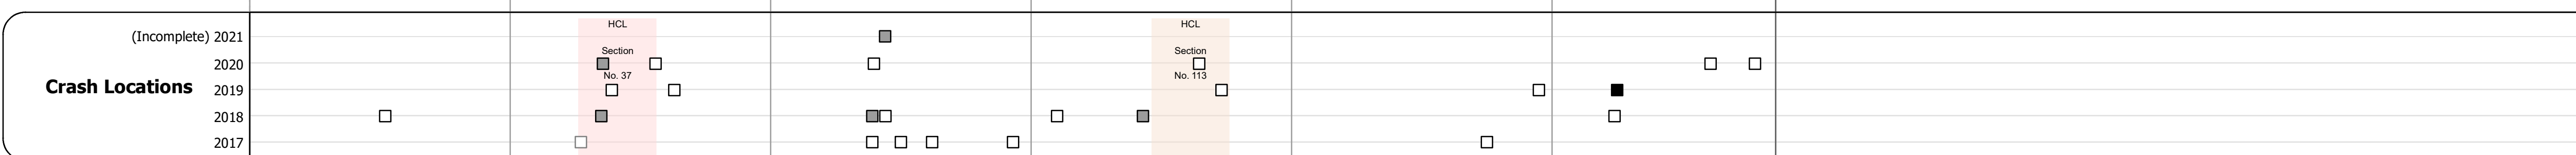 HCL
HCL
(Incomplete) 2021
Section
Section
2020
No. 37
No. 113
Crash Locations
2019
2018
2017